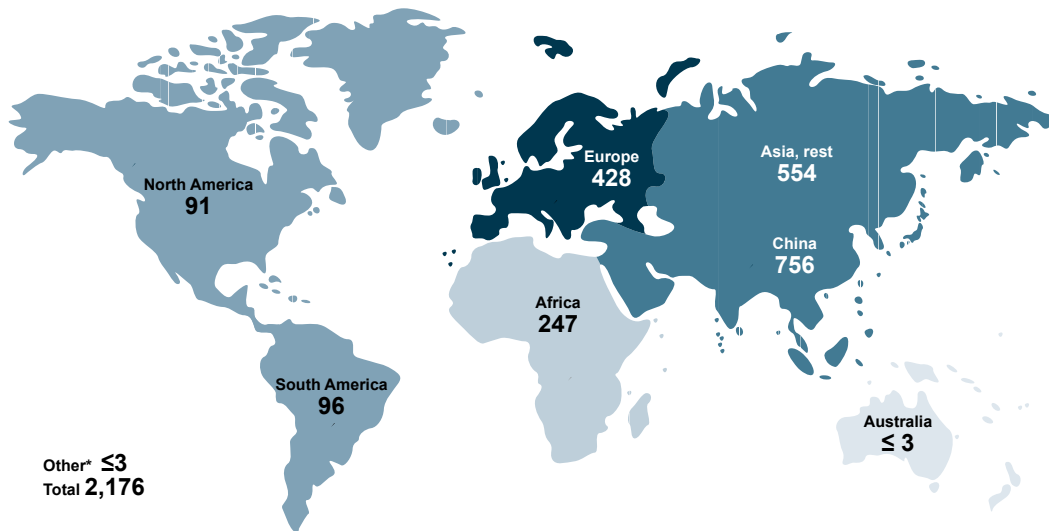 Europe
428
Asia, rest
554
North America
91
China
756
Africa
247
South America
96
Australia
≤ 3
Other* ≤3
Total 2,176